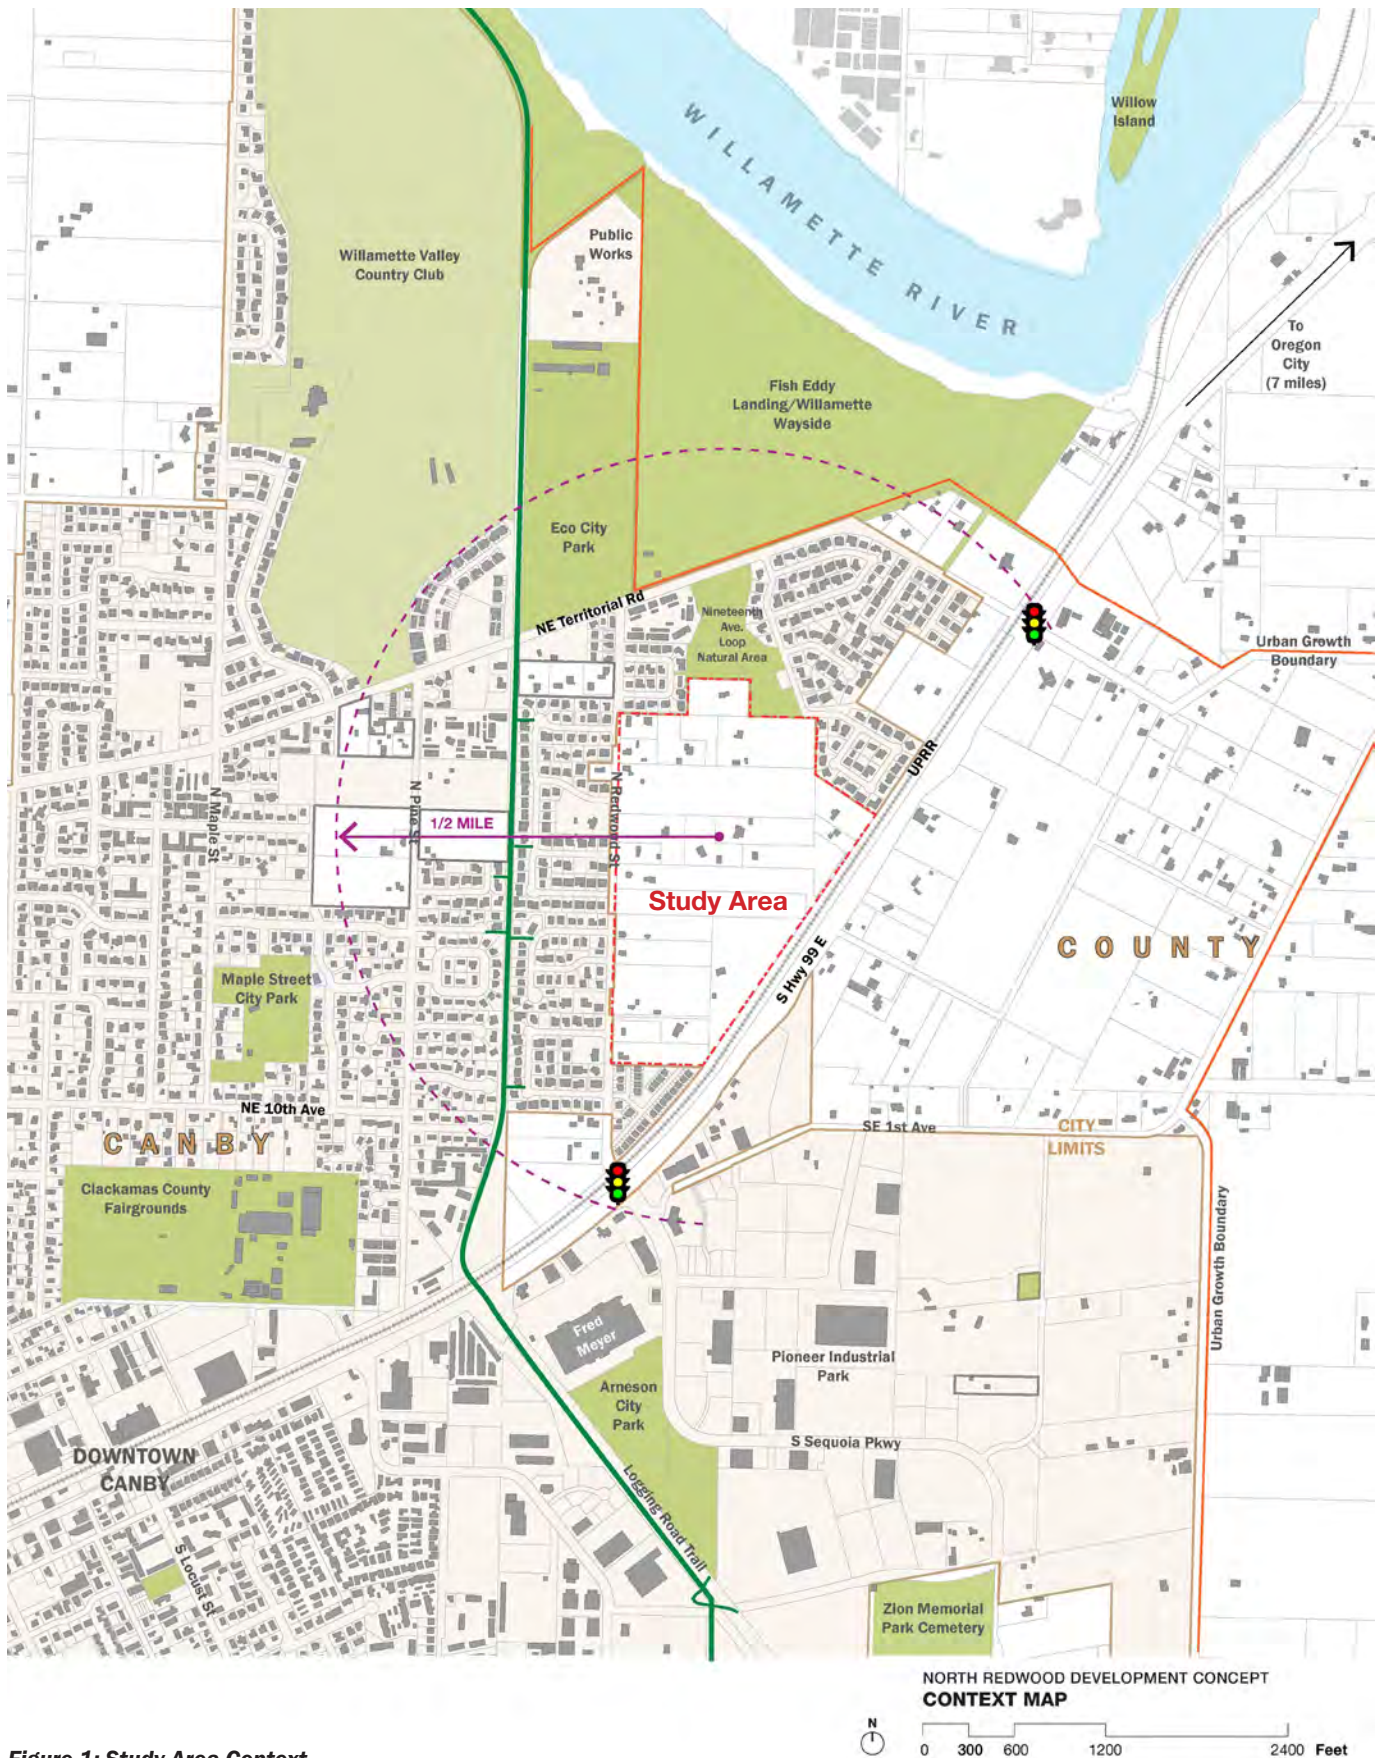 Willow
Island
WILLAMETTE RIVER
Public
Works
Willamette Valley
Country Club
To
Oregon
City
(7 miles)
Fish Eddy
Landing/Willamette
Wayside
Eco City
Park
NE Territorial Rd
Nineteenth
Ave.
Loop
Natural Area
Urban Growth
Boundary
UPRR
N Maple St
N Pine St
N Redwood St
1/2 MILE
Study Area
S Hwy 99 E
COUNTY
Maple Street
City Park
NE 10th Ave
CANBY
SE 1st Ave
CITY
LIMITS
Clackamas County
Fairgrounds
Urban Growth Boundary
Fred
Meyer
Pioneer Industrial
Park
Arneson
City
Park
S Sequoia Pkwy
DOWNTOWN
CANBY
Logging Road Trail
S Locust St
Zion Memorial
Park Cemetery
NORTH REDWOOD DEVELOPMENT CONCEPT
CONTEXT MAP
N
0 300 600 1200 2400 Feet
Figure 1: Study Area Context